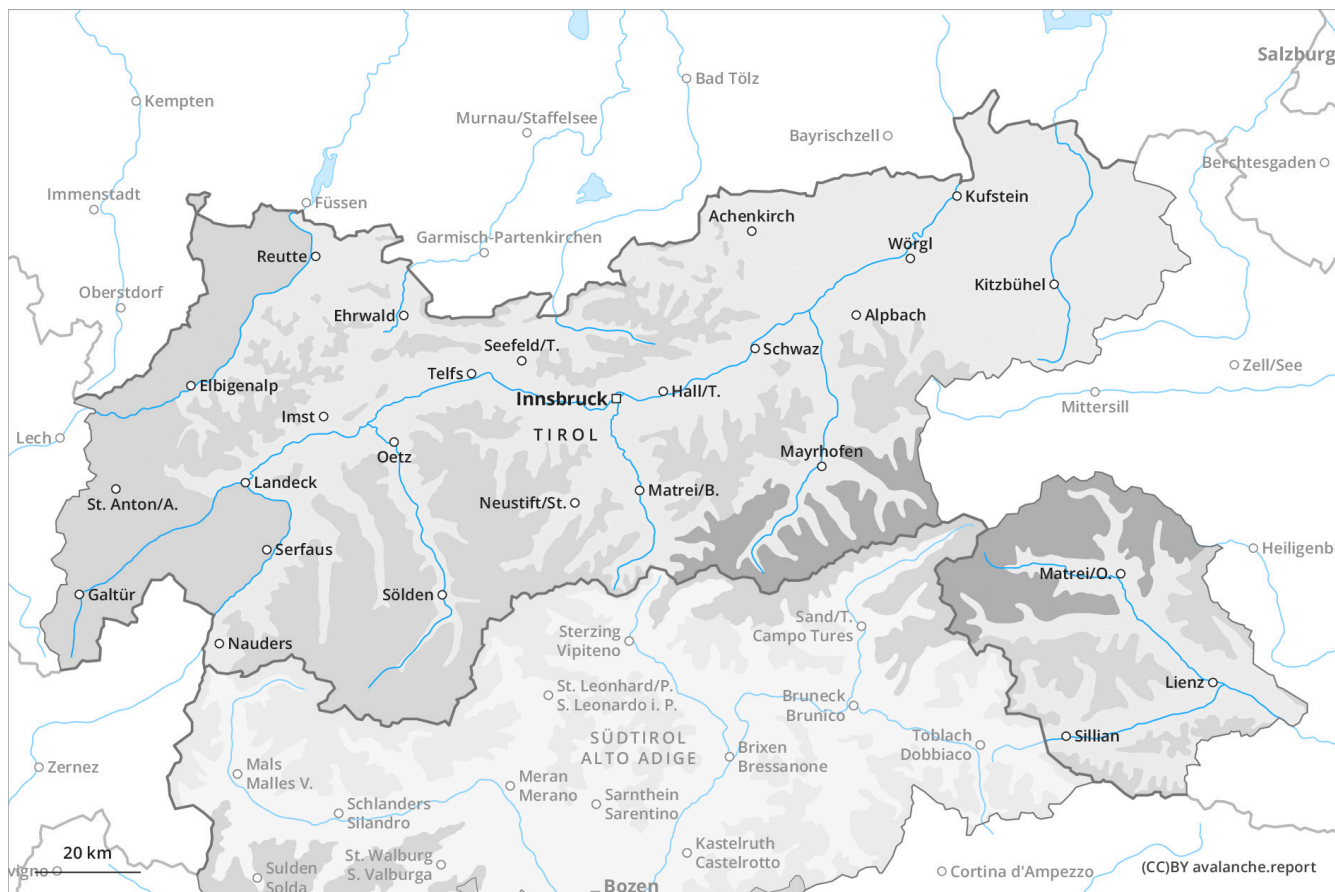 Salzburg
Kempten
Bad Tölz
Murnau/Staffelsee
Bayrischzell
Berchtesgaden
Immenstadt
Füssen
Kufstein
Achenkirch
Garmisch-Partenkirchen
Wörgl
Reutte
Oberstdorf
Kitzbühel
Ehrwald
Alpbach
Seefeld/T.
Schwaz
Zell/See
Telfs
Elbigenalp
Hall/T.
Innsbruck
Mittersill
Imst
TIROL
Lech
Oetz
Mayrhofen
Landeck
Matrei/B.
St. Anton/A.
Neustift/St.
Serfaus
Heiligenb
Matrei/O.
Galtür
Sölden
Sand/T.
Campo Tures
Sterzing
Vipiteno
Nauders
Lienz
St. Leonhard/P.
S. Leonardo i. P.
Bruneck
Brunico
Sillian
SÜDTIROL
ALTO ADIGE
Toblach
Dobbiaco
Brixen
Bressanone
Zernez
Mals
Malles V.
Meran
Merano
Schlanders
Silandro
Sarnthein
Sarentino
Kastelruth
Castelrotto
20 km
St. Walburg
S. Valburga
vigno
Sulden
Solda
Cortina d'Ampezzo
(CC)BY avalanche.report
Bozen